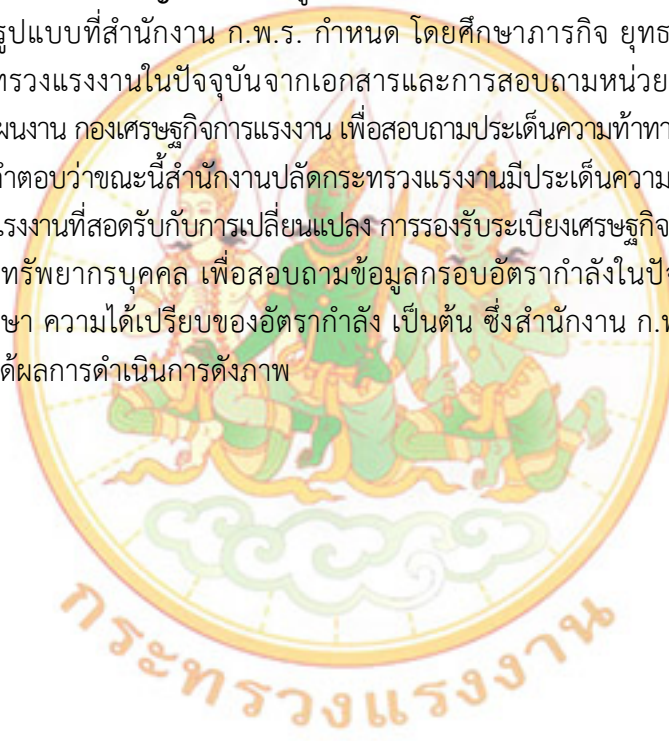 รูปแบบที่สำนักงาน ก.พ.ร. กำหนด โดยศึกษาภารกิจ ยุทธ
ทรวงแรงงานในปัจจุบันจากเอกสารและการสอบถามหน่วย
ผนงาน กองเศรษฐกิจการแรงงาน เพื่อสอบถามประเด็นความท้าทา
ำตอบว่าขณะนี้สำนักงานปลัดกระทรวงแรงงานมีประเด็นความ
แรงงานที่สอดรับกับการเปลี่ยนแปลง การรองรับระเบียงเศรษฐกิจ
ทรัพยากรบุคคล เพื่อสอบถามข้อมูลกรอบอัตรากำลังในปัจ
ษา ความได้เปรียบของอัตรากำลัง เป็นต้น ซึ่งสำนักงาน ก.พ
ด้ผลการดำเนินการดังภาพ
กระทรวงแรงงาน